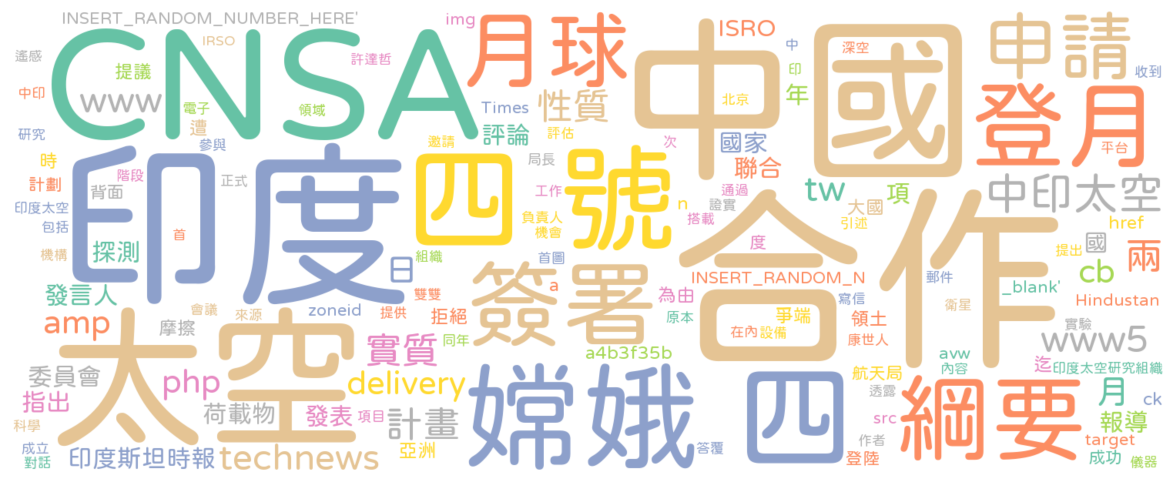 INSERT_RANDOM_NUMBER_HERE'
img
ISRO
中
深空
申請
CNSA
月球
中國
遙感
IRSO
許達哲
提議
收到
www
電子
領域
Times
性質
印
年
北京
登月
中印
遭
研究
參與
評論
邀請
評估
次
國家
平台
時
階段
局長
四號
聯合
計劃
背面
正式
工作
通過
tw
項
中印太空
印度
四
證實
大國
合作
印度太空
n
搭載
引述
href
包括
首
負責人
機會
探測
日
組織
度
國
提出
兩
機構
首圖
簽署
INSERT_RANDOM_N
郵件
cb
發言人
zoneid
雙雙
a
為由
寫信
_blank'
Hindustan
會議
來源
提供
拒絕
原本
爭端
領土
衛星
amp
摩擦
同年
在內
設備
康世人
實驗
www5
太空
實質
a4b3f35b
avw
內容
迄
印度太空研究組織
委員會
php
delivery
嫦娥
四
航天局
綱要
月
ck
指出
荷載物
發表
項目
計畫
透露
src
報導
科學
作者
target
成立
對話
印度斯坦時報
technews
亞洲
答覆
登陸
成功
儀器